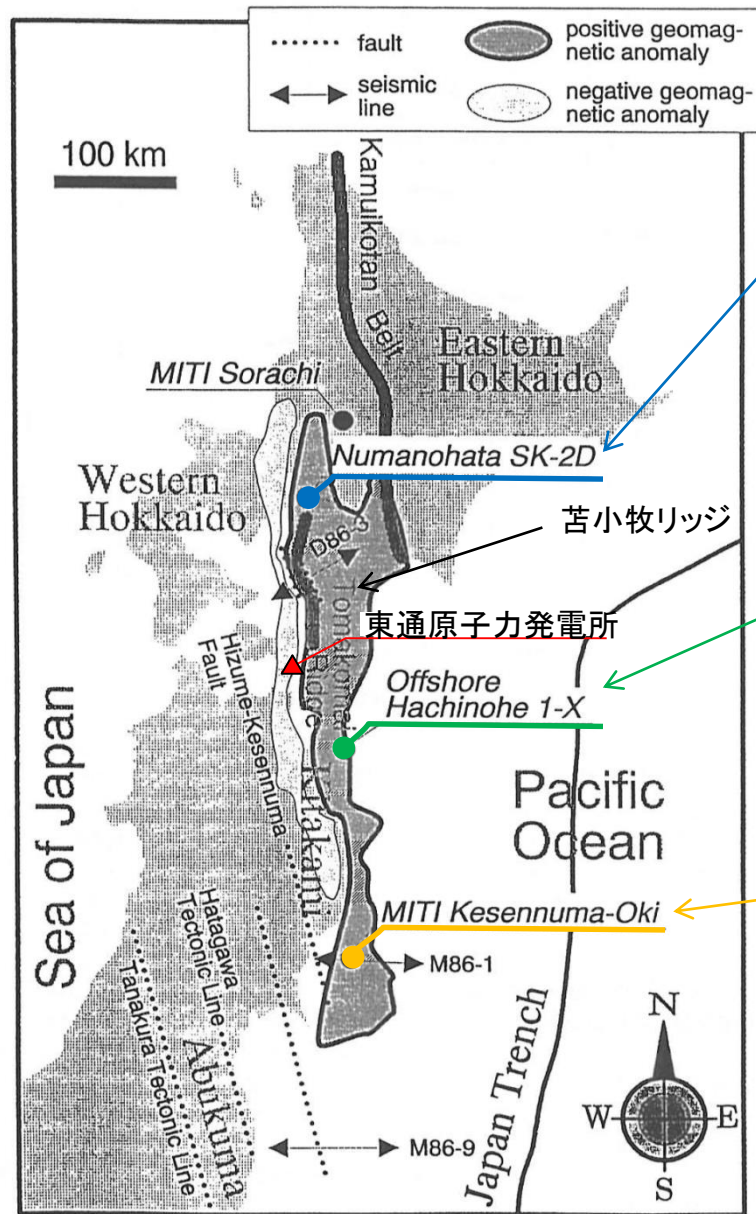 fault
positive geomag-
netic anomaly
seismic
line
negative geomag-
netic anomaly
100 km
Kamuikotan
Belt
Eastern
Hokkaido
MITI Sorachi
Numanohata SK-2D
Western
Hokkaido
D86-3
苫小牧リッジ
Tomakomai
Ridge
東通原子力発電所
Hizume-Kesennuma
Fault
Offshore
Hachinohe 1-X
Kitakami
Sea of Japan
Pacific
Ocean
MITI Kesennuma-Oki
M86-1
Hatagawa
Tectonic Line
Tanakura Tectonic Line
Abukuma
Japan Trench
M86-9
N
W
E
S